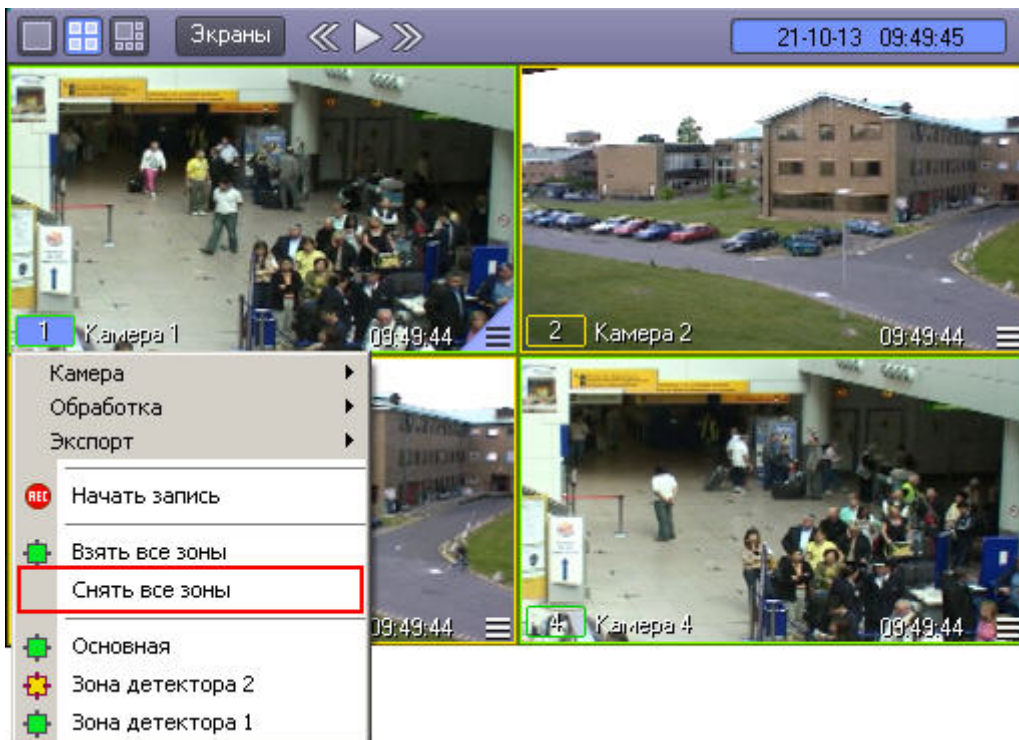 Экраны
21-10-13 09:49:45
1 Камера 1 09:49:44
2 Камера 2 09:49:44
Камера
Обработка
Экспорт
REC Начать запись
Взять все зоны
Снять все зоны
09:49:44
4 Камера 4 09:49:44
Основная
Зона детектора 2
Зона детектора 1